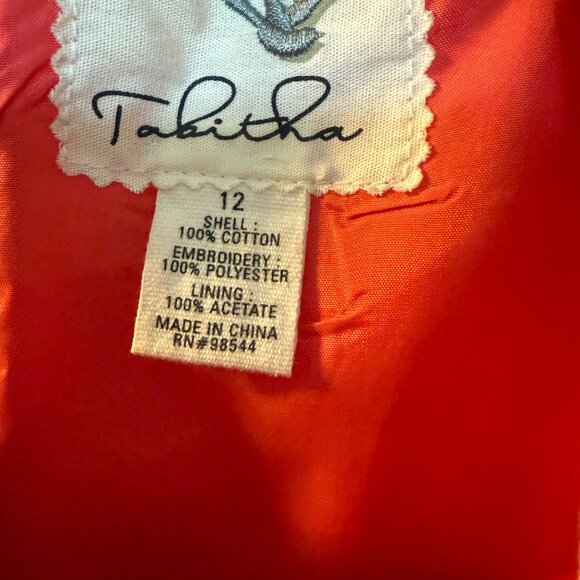 Tabitha
12
SHELL :
100% COTTON
EMBROIDERY :
100% POLYESTER
LINING :
100% ACETATE
MADE IN CHINA
RN#98544